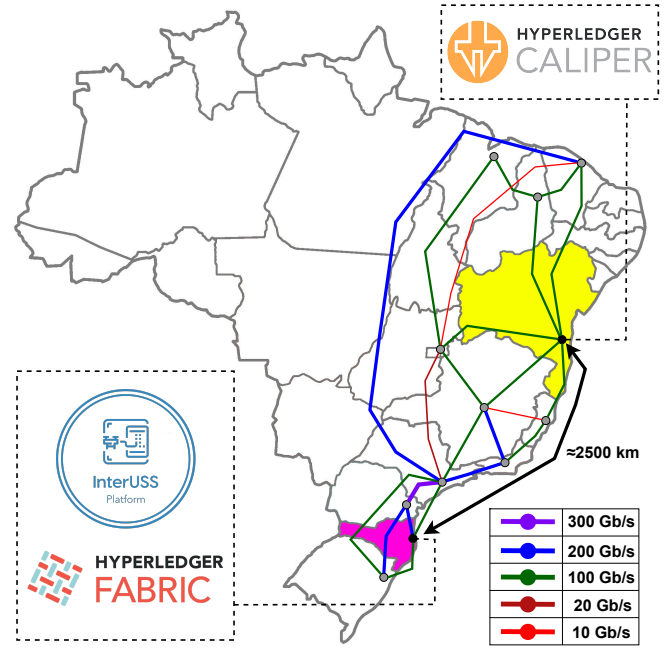 HYPERLEDGER
CALIPER
InterUSS
Platform
HYPERLEDGER
FABRIC
≈2500 km
300 Gb/s
200 Gb/s
100 Gb/s
20 Gb/s
10 Gb/s